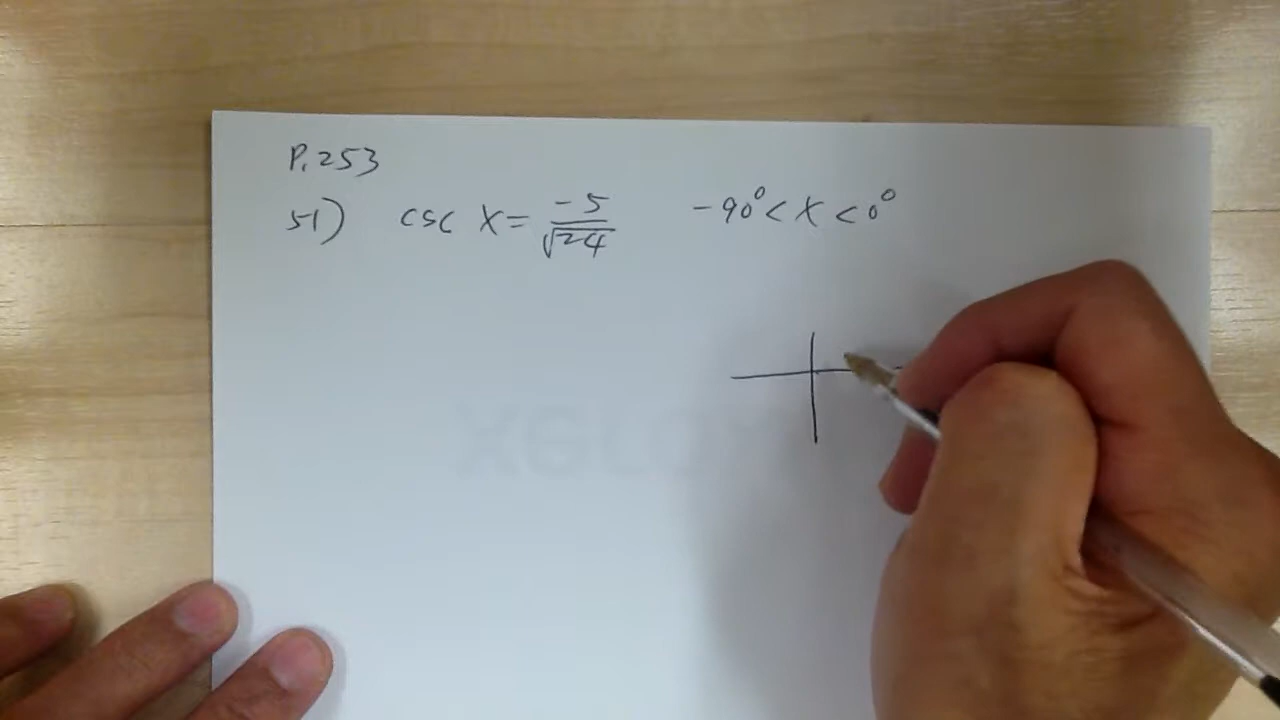 P.253
51) csc x = -5/√24 -90° < x < 0°